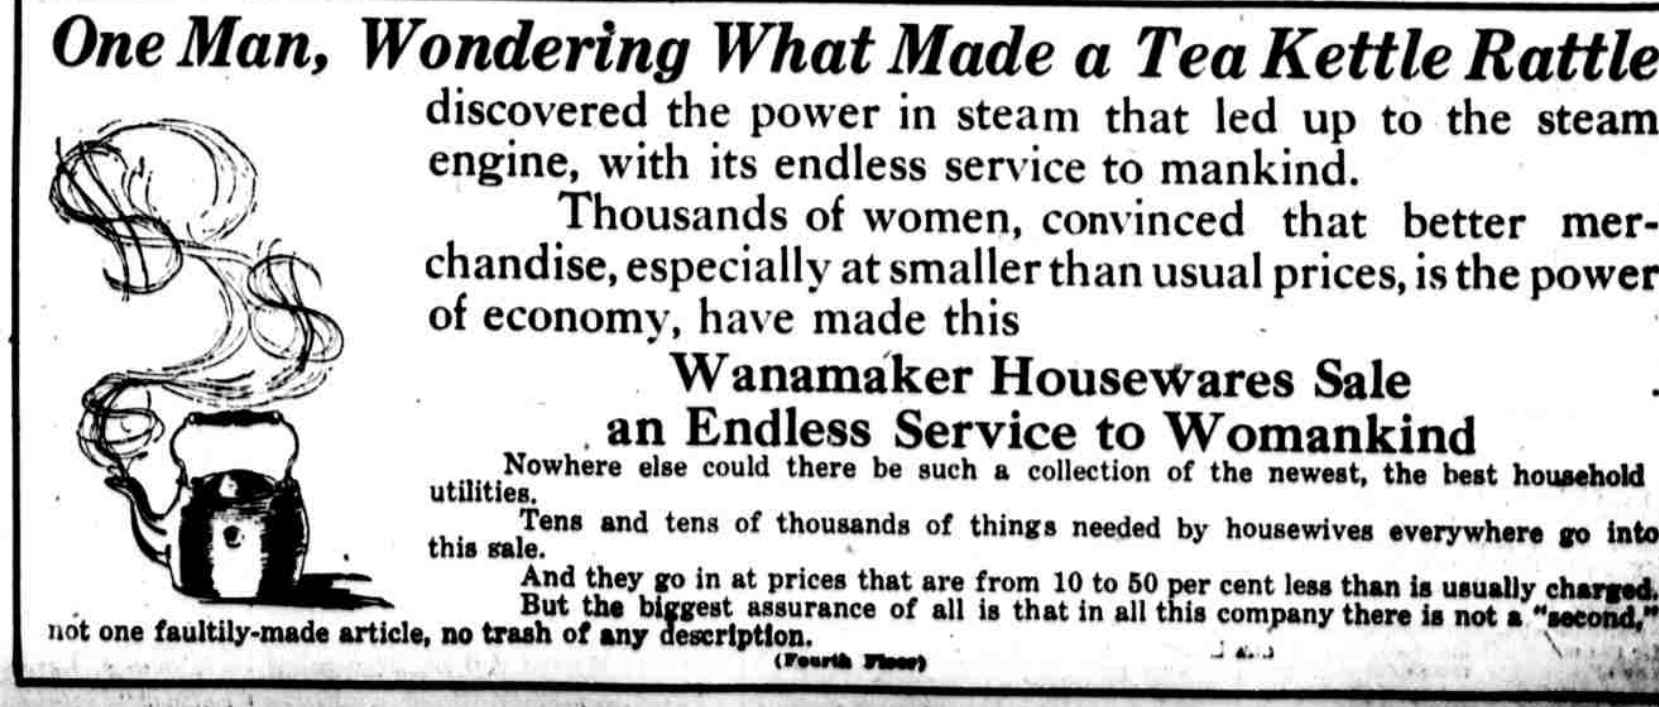 One Man, Wondering What Made a Tea Kettle Rattle
discovered the power in steam that led up to the steam
engine, with its endless service to mankind.
Thousands of women, convinced that better mer-
chandise, especially at smaller than usual prices, is the power
of economy, have made this
Wanamaker Housewares Sale
an Endless Service to Womankind
Nowhere else could there be such a collection of the newest, the best household
utilities.
Tens and tens of thousands of things needed by housewives everywhere go into
this sale.
And they go in at prices that are from 10 to 50 per cent less than is usually charged.
But the biggest assurance of all is that in all this company there is not a "second,"
not one faultily-made article, no trash of any description.
(Fourth Floor)